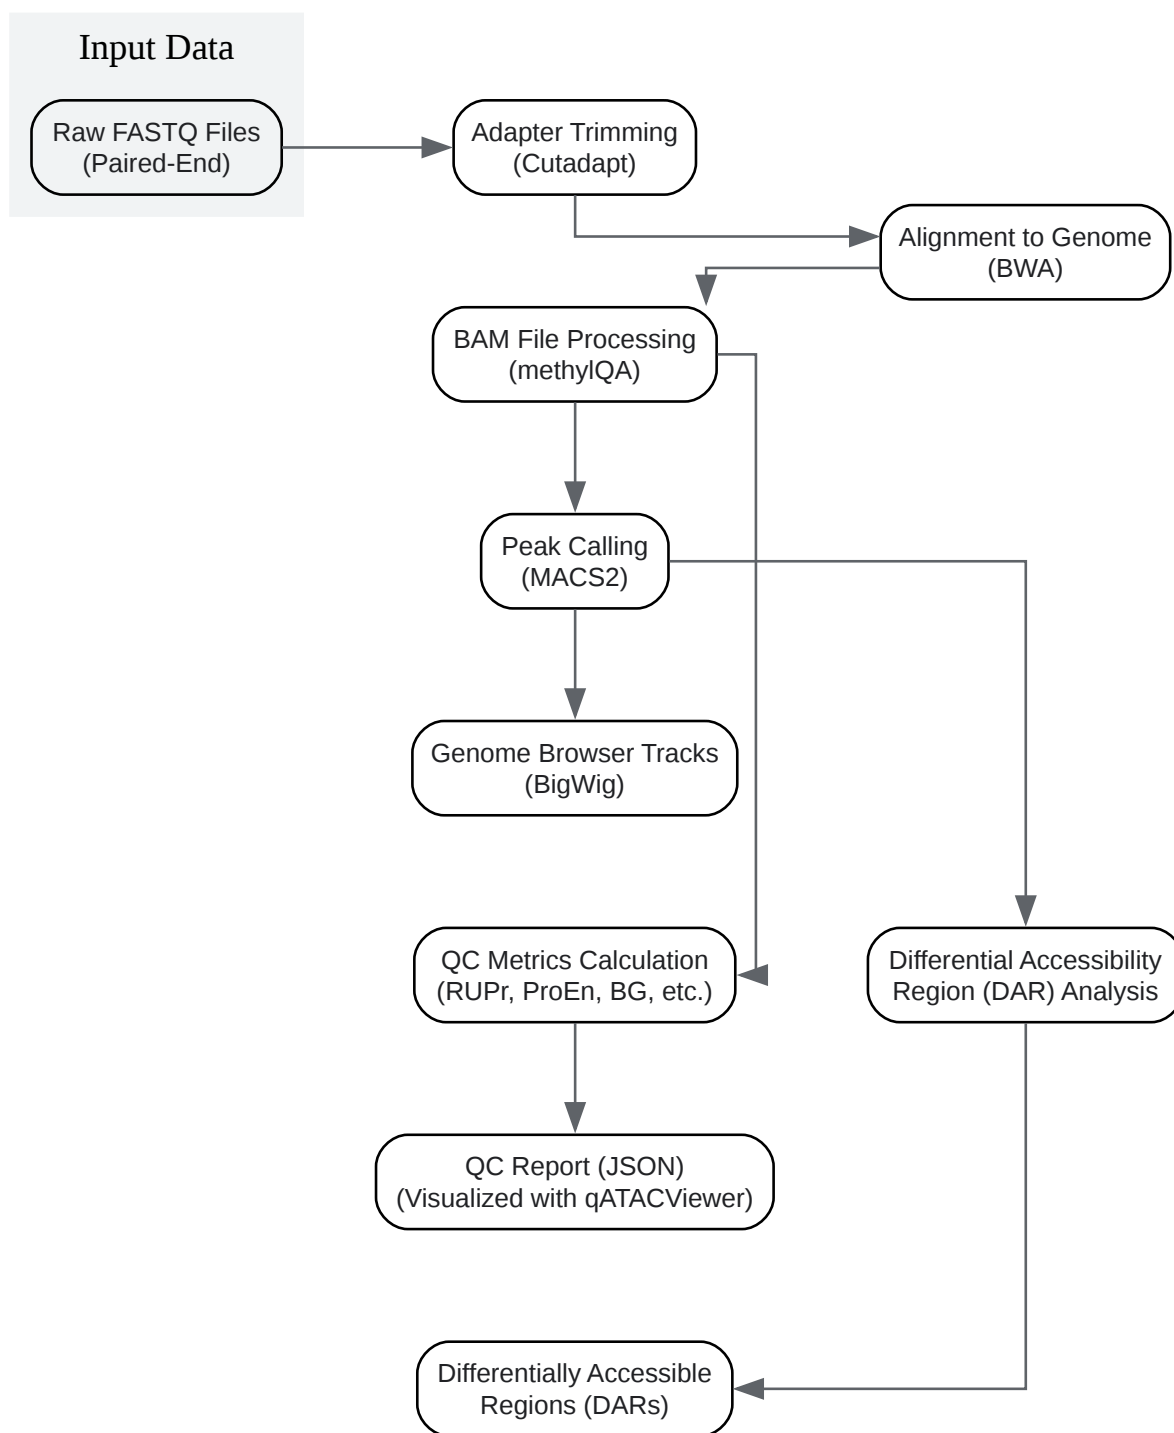 Input Data
Raw FASTQ Files
(Paired-End)
Adapter Trimming
(Cutadapt)
Alignment to Genome
(BWA)
BAM File Processing
(methylQA)
Peak Calling
(MACS2)
Genome Browser Tracks
(BigWig)
QC Metrics Calculation
(RUPr, ProEn, BG, etc.)
Differential Accessibility
Region (DAR) Analysis
QC Report (JSON)
(Visualized with qATACViewer)
Differentially Accessible
Regions (DARs)